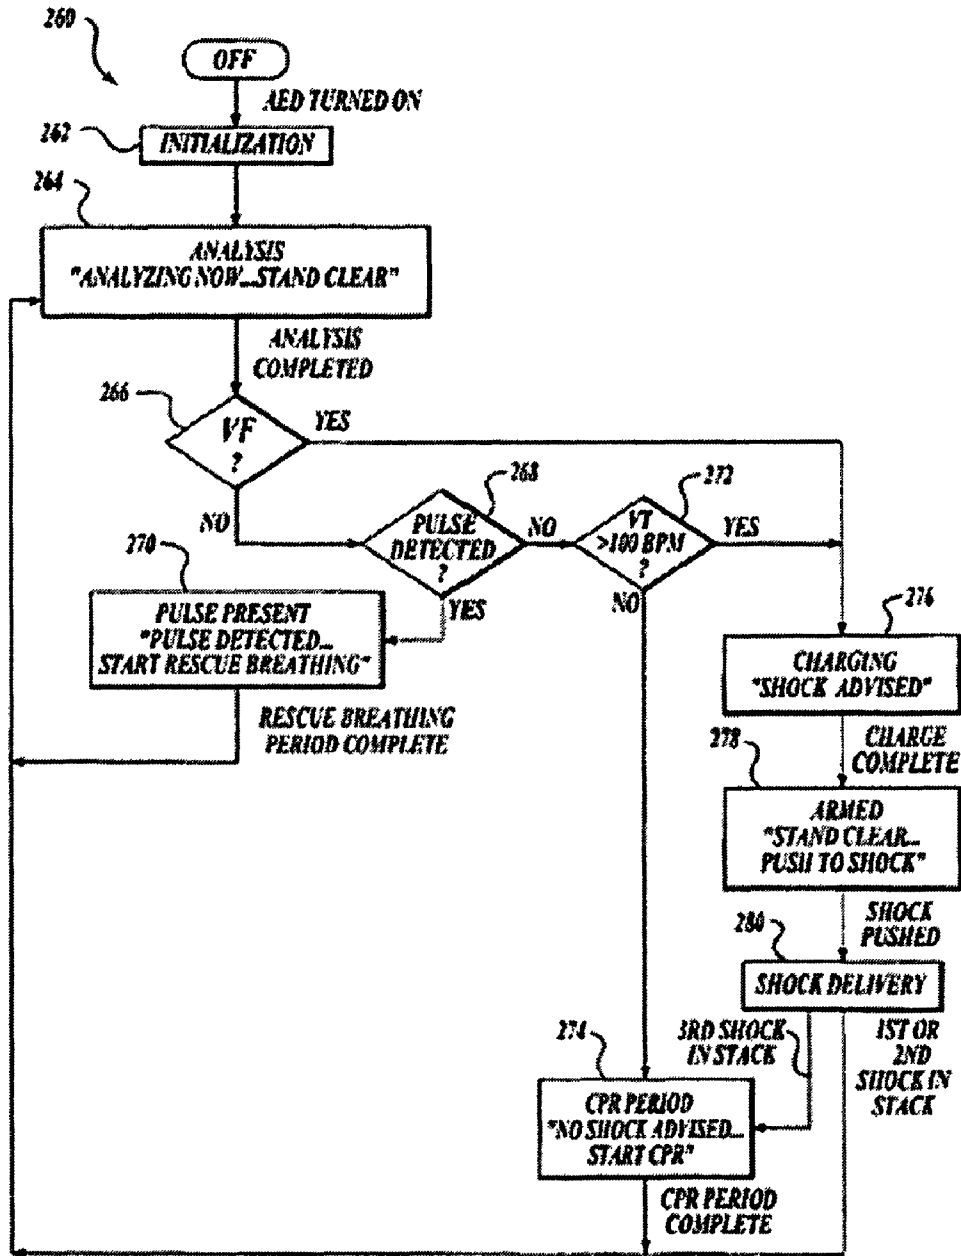 260
OFF
AED TURNED ON
262
INITIALIZATION
264
ANALYSIS
"ANALYZING NOW...STAND CLEAR"
ANALYSIS
COMPLETED
266
VF
?
YES
NO
268
PULSE
DETECTED
?
NO
YES
272
VT
>100 BPM
?
YES
NO
270
PULSE PRESENT
"PULSE DETECTED...
START RESCUE BREATHING"
RESCUE BREATHING
PERIOD COMPLETE
276
CHARGING
"SHOCK ADVISED"
CHARGE
COMPLETE
278
ARMED
"STAND CLEAR...
PUSH TO SHOCK"
SHOCK
PUSHED
280
SHOCK DELIVERY
3RD SHOCK
IN STACK
1ST OR
2ND
SHOCK IN
STACK
274
CPR PERIOD
"NO SHOCK ADVISED...
START CPR"
CPR PERIOD
COMPLETE